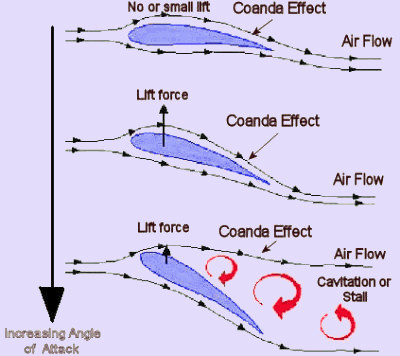 No or small lift
Coanda Effect
Air Flow
Lift force
Coanda Effect
Air Flow
Lift force
Coanda Effect
Air Flow
Cavitation or
Stall
Increasing Angle
of Attack